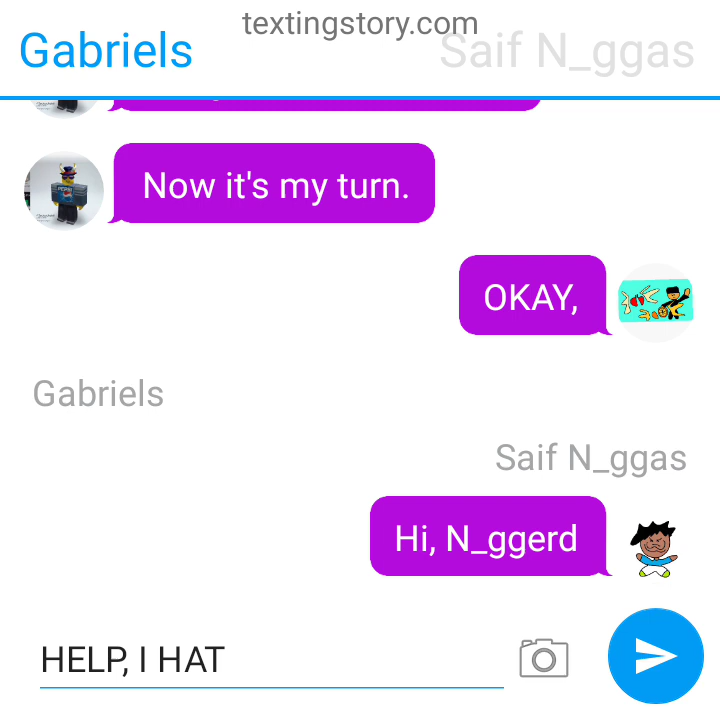 textingstory.com
Gabriels
Saif N_ggas
Now it's my turn.
OKAY,
Gabriels
Saif N_ggas
Hi, N_ggerd
HELP, I HAT